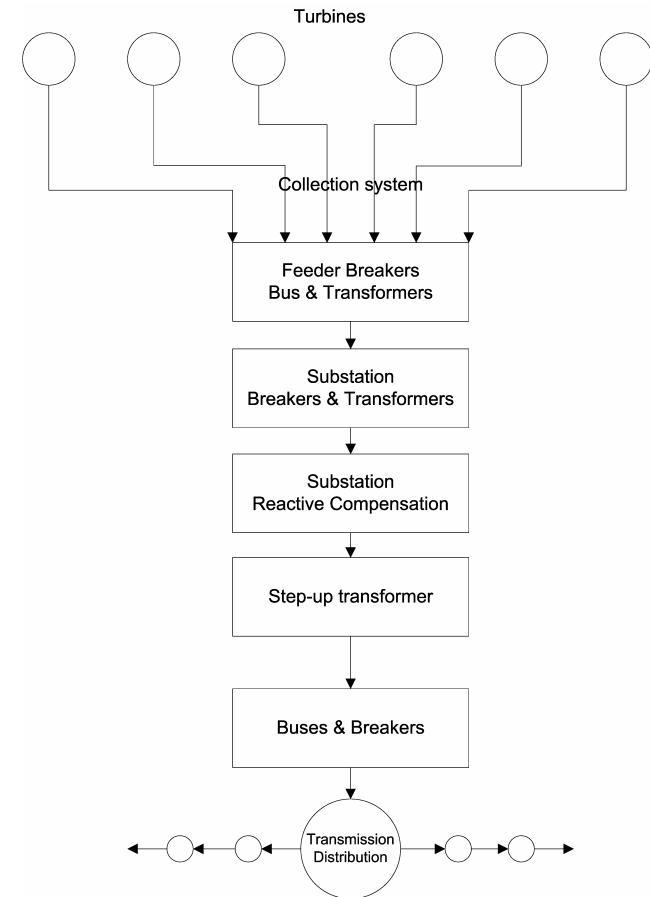 Turbines
Collection system
Feeder Breakers
Bus & Transformers
Substation
Breakers & Transformers
Substation
Reactive Compensation
Step-up transformer
Buses & Breakers
Transmission
Distribution